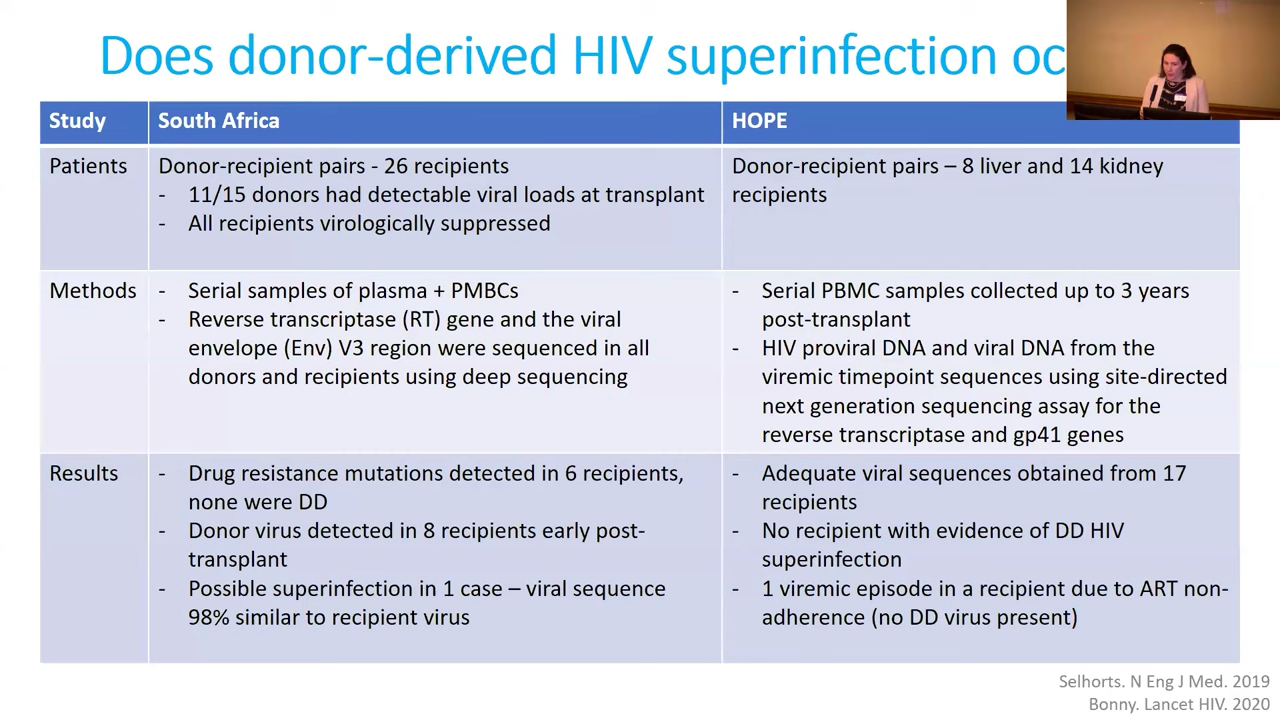 Does donor-derived HIV superinfection oc
Study
South Africa
HOPE
Patients
Donor-recipient pairs - 26 recipients
- 11/15 donors had detectable viral loads at transplant
- All recipients virologically suppressed
Donor-recipient pairs – 8 liver and 14 kidney
recipients
Methods
- Serial samples of plasma + PMBCs
- Reverse transcriptase (RT) gene and the viral
envelope (Env) V3 region were sequenced in all
donors and recipients using deep sequencing
- Serial PBMC samples collected up to 3 years
post-transplant
- HIV proviral DNA and viral DNA from the
viremic timepoint sequences using site-directed
next generation sequencing assay for the
reverse transcriptase and gp41 genes
Results
- Drug resistance mutations detected in 6 recipients,
none were DD
- Donor virus detected in 8 recipients early post-
transplant
- Possible superinfection in 1 case – viral sequence
98% similar to recipient virus
- Adequate viral sequences obtained from 17
recipients
- No recipient with evidence of DD HIV
superinfection
- 1 viremic episode in a recipient due to ART non-
adherence (no DD virus present)
Selhorts. N Eng J Med. 2019
Bonny. Lancet HIV. 2020